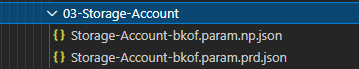 03-Storage-Account
{} Storage-Account-bkof.param.np.json
{} Storage-Account-bkof.param.prd.json